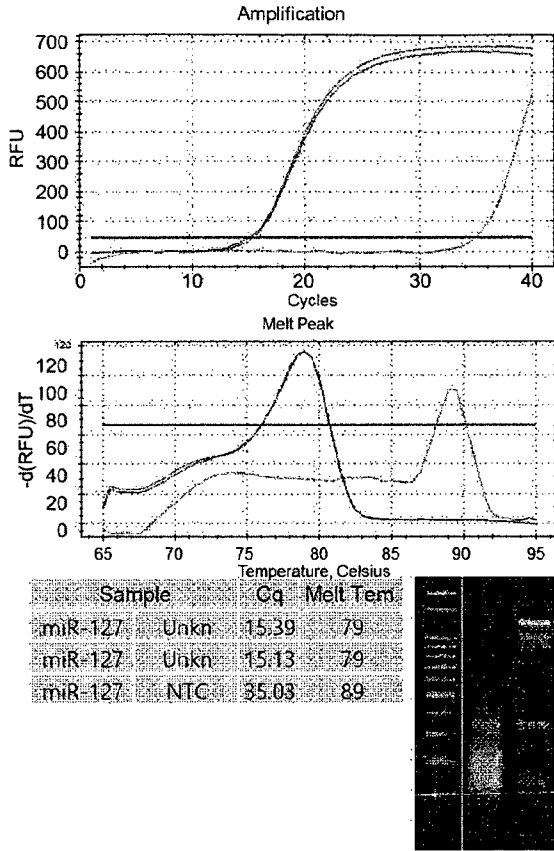 Amplification
700
600
500
400
300
200
100
0
RFU
0 10 20 30 40
Cycles
Melt Peak
120
120
100
80
60
40
20
0
-d(RFU)/dT
65 70 75 80 85 90 95
Temperature, Celsius
Sample Cq Melt Tem.
miR-127 Unkn 15.39 79
miR-127 Unkn 15.13 79
miR-127 NTC 35.03 89